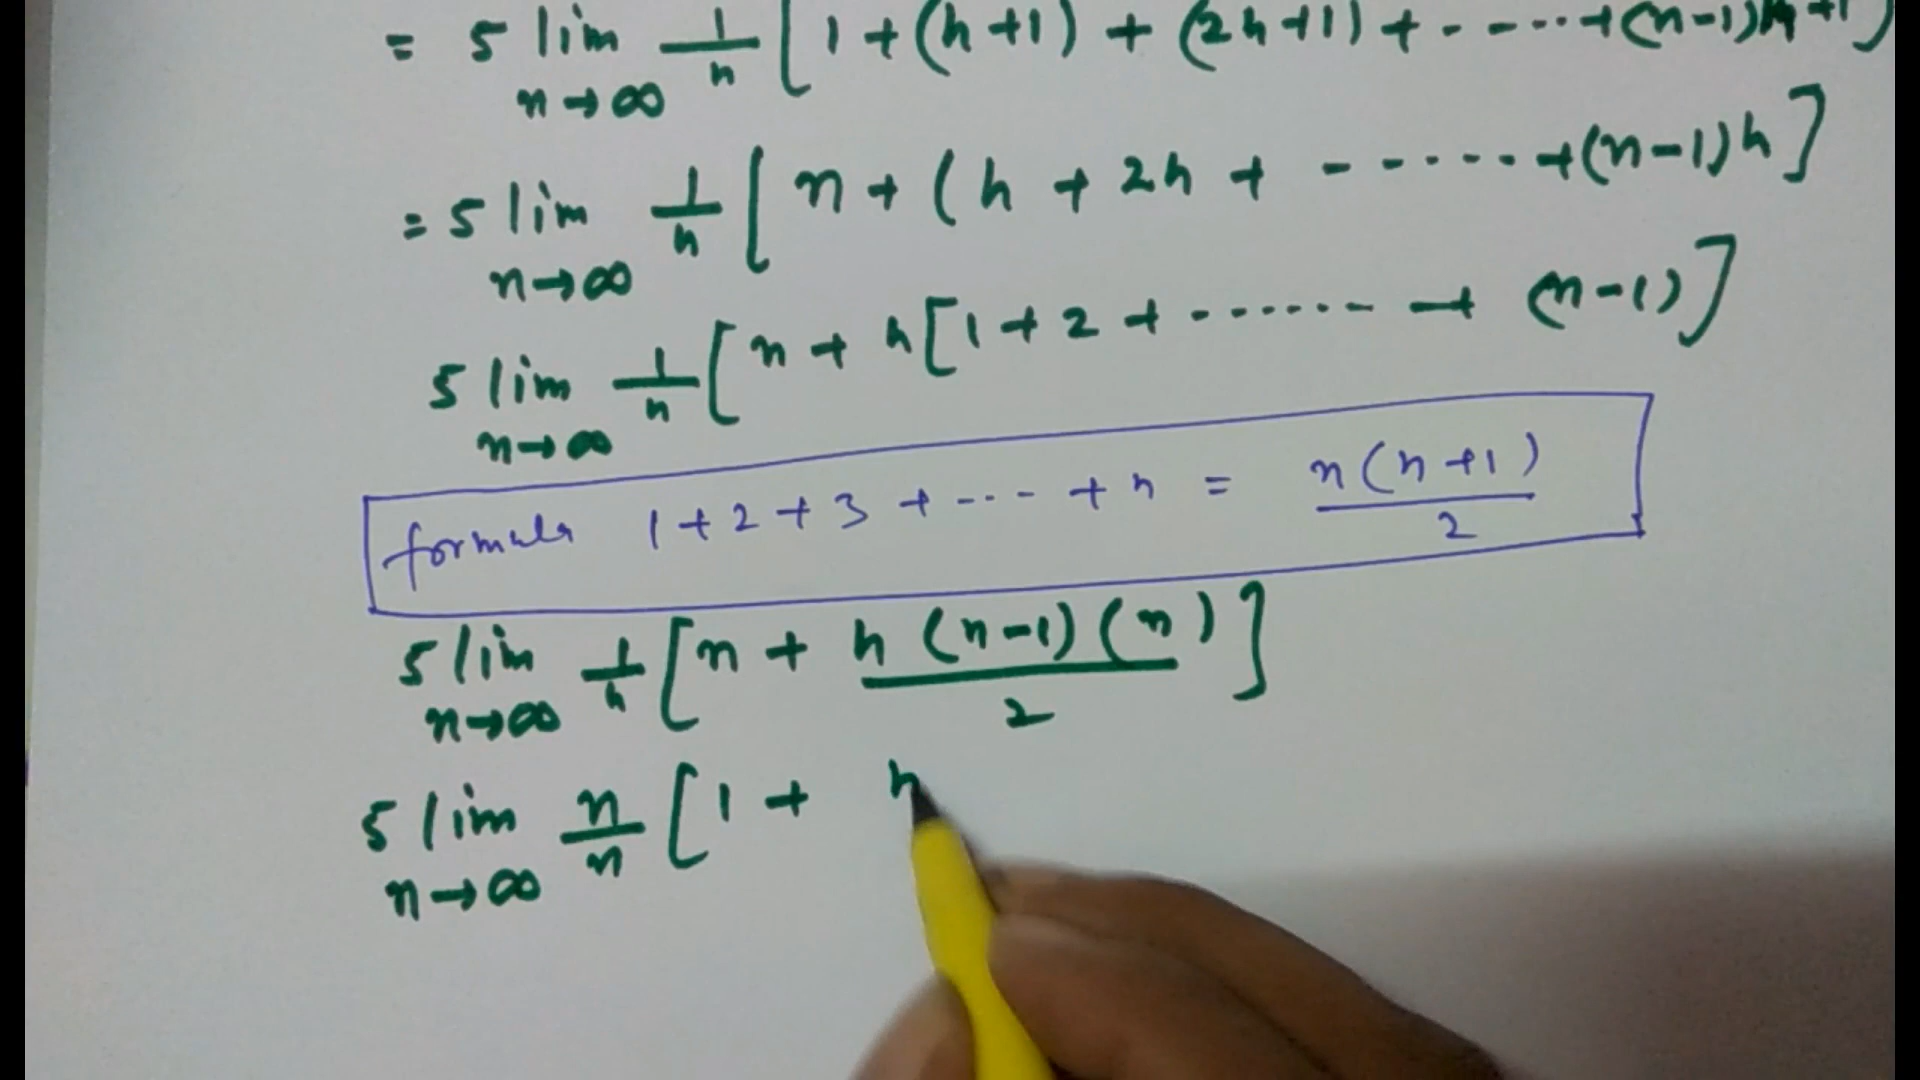 = 5 lim 1/n [ 1 + (h+1) + (2h+1) + - - .... + (n-1)h+1 )
n→∞
= 5 lim 1/n [ n + ( h + 2h + - - ..... + (n-1)h ]
n→∞
5 lim 1/n [ n + h [ 1 + 2 + ........ + (n-1) ]
n→∞
formula 1 + 2 + 3 + --.- + n = n(n+1)/2
5 lim 1/n [ n + h (n-1) (n)/2 ]
n→∞
5 lim n/n [ 1 + h
n→∞